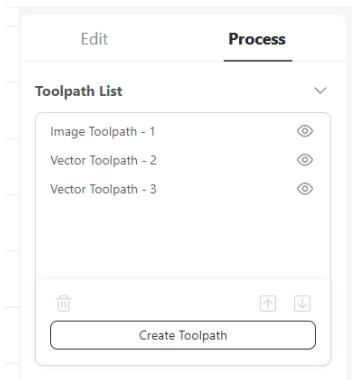 Edit Process
Toolpath List
Image Toolpath - 1
Vector Toolpath - 2
Vector Toolpath - 3
Create Toolpath